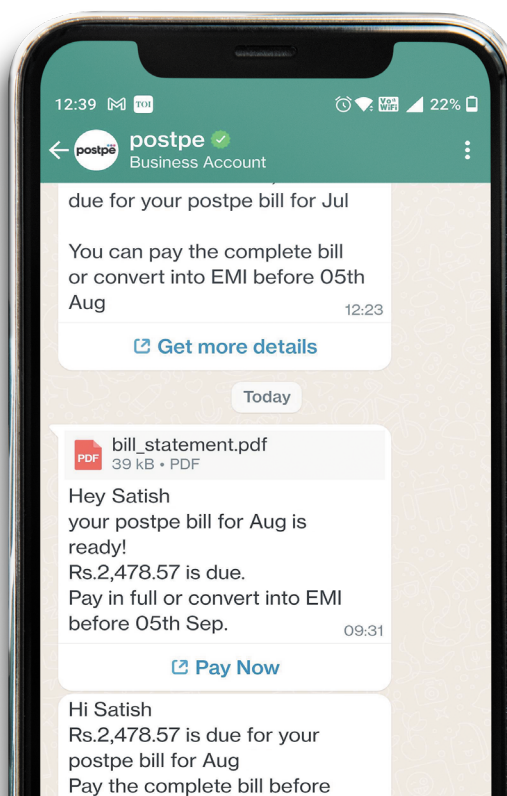 12:39 TOI Vo)) WiFi 22%
postpe
postpe
Business Account
due for your postpe bill for Jul
You can pay the complete bill
or convert into EMI before 05th
Aug
12:23
Get more details
Today
PDF
bill_statement.pdf
39 kB • PDF
Hey Satish
your postpe bill for Aug is
ready!
Rs.2,478.57 is due.
Pay in full or convert into EMI
before 05th Sep.
09:31
Pay Now
Hi Satish
Rs.2,478.57 is due for your
postpe bill for Aug
Pay the complete bill before